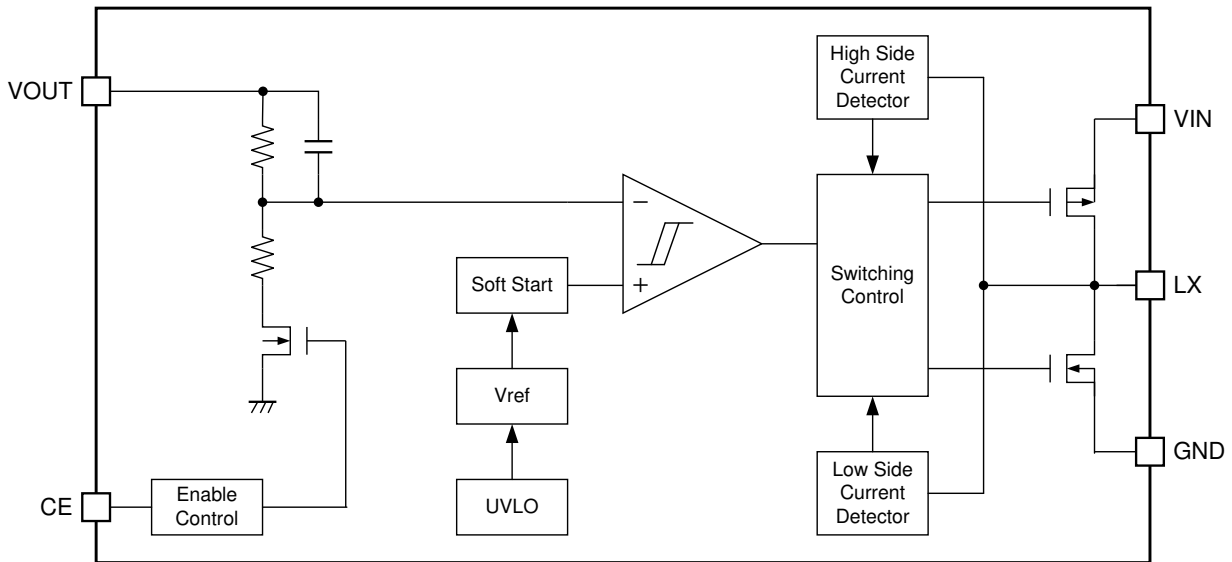 High Side
Current
Detector
VOUT
VIN
−
Soft Start
+
Switching
Control
LX
Vref
GND
Low Side
Current
Detector
CE
Enable
Control
UVLO